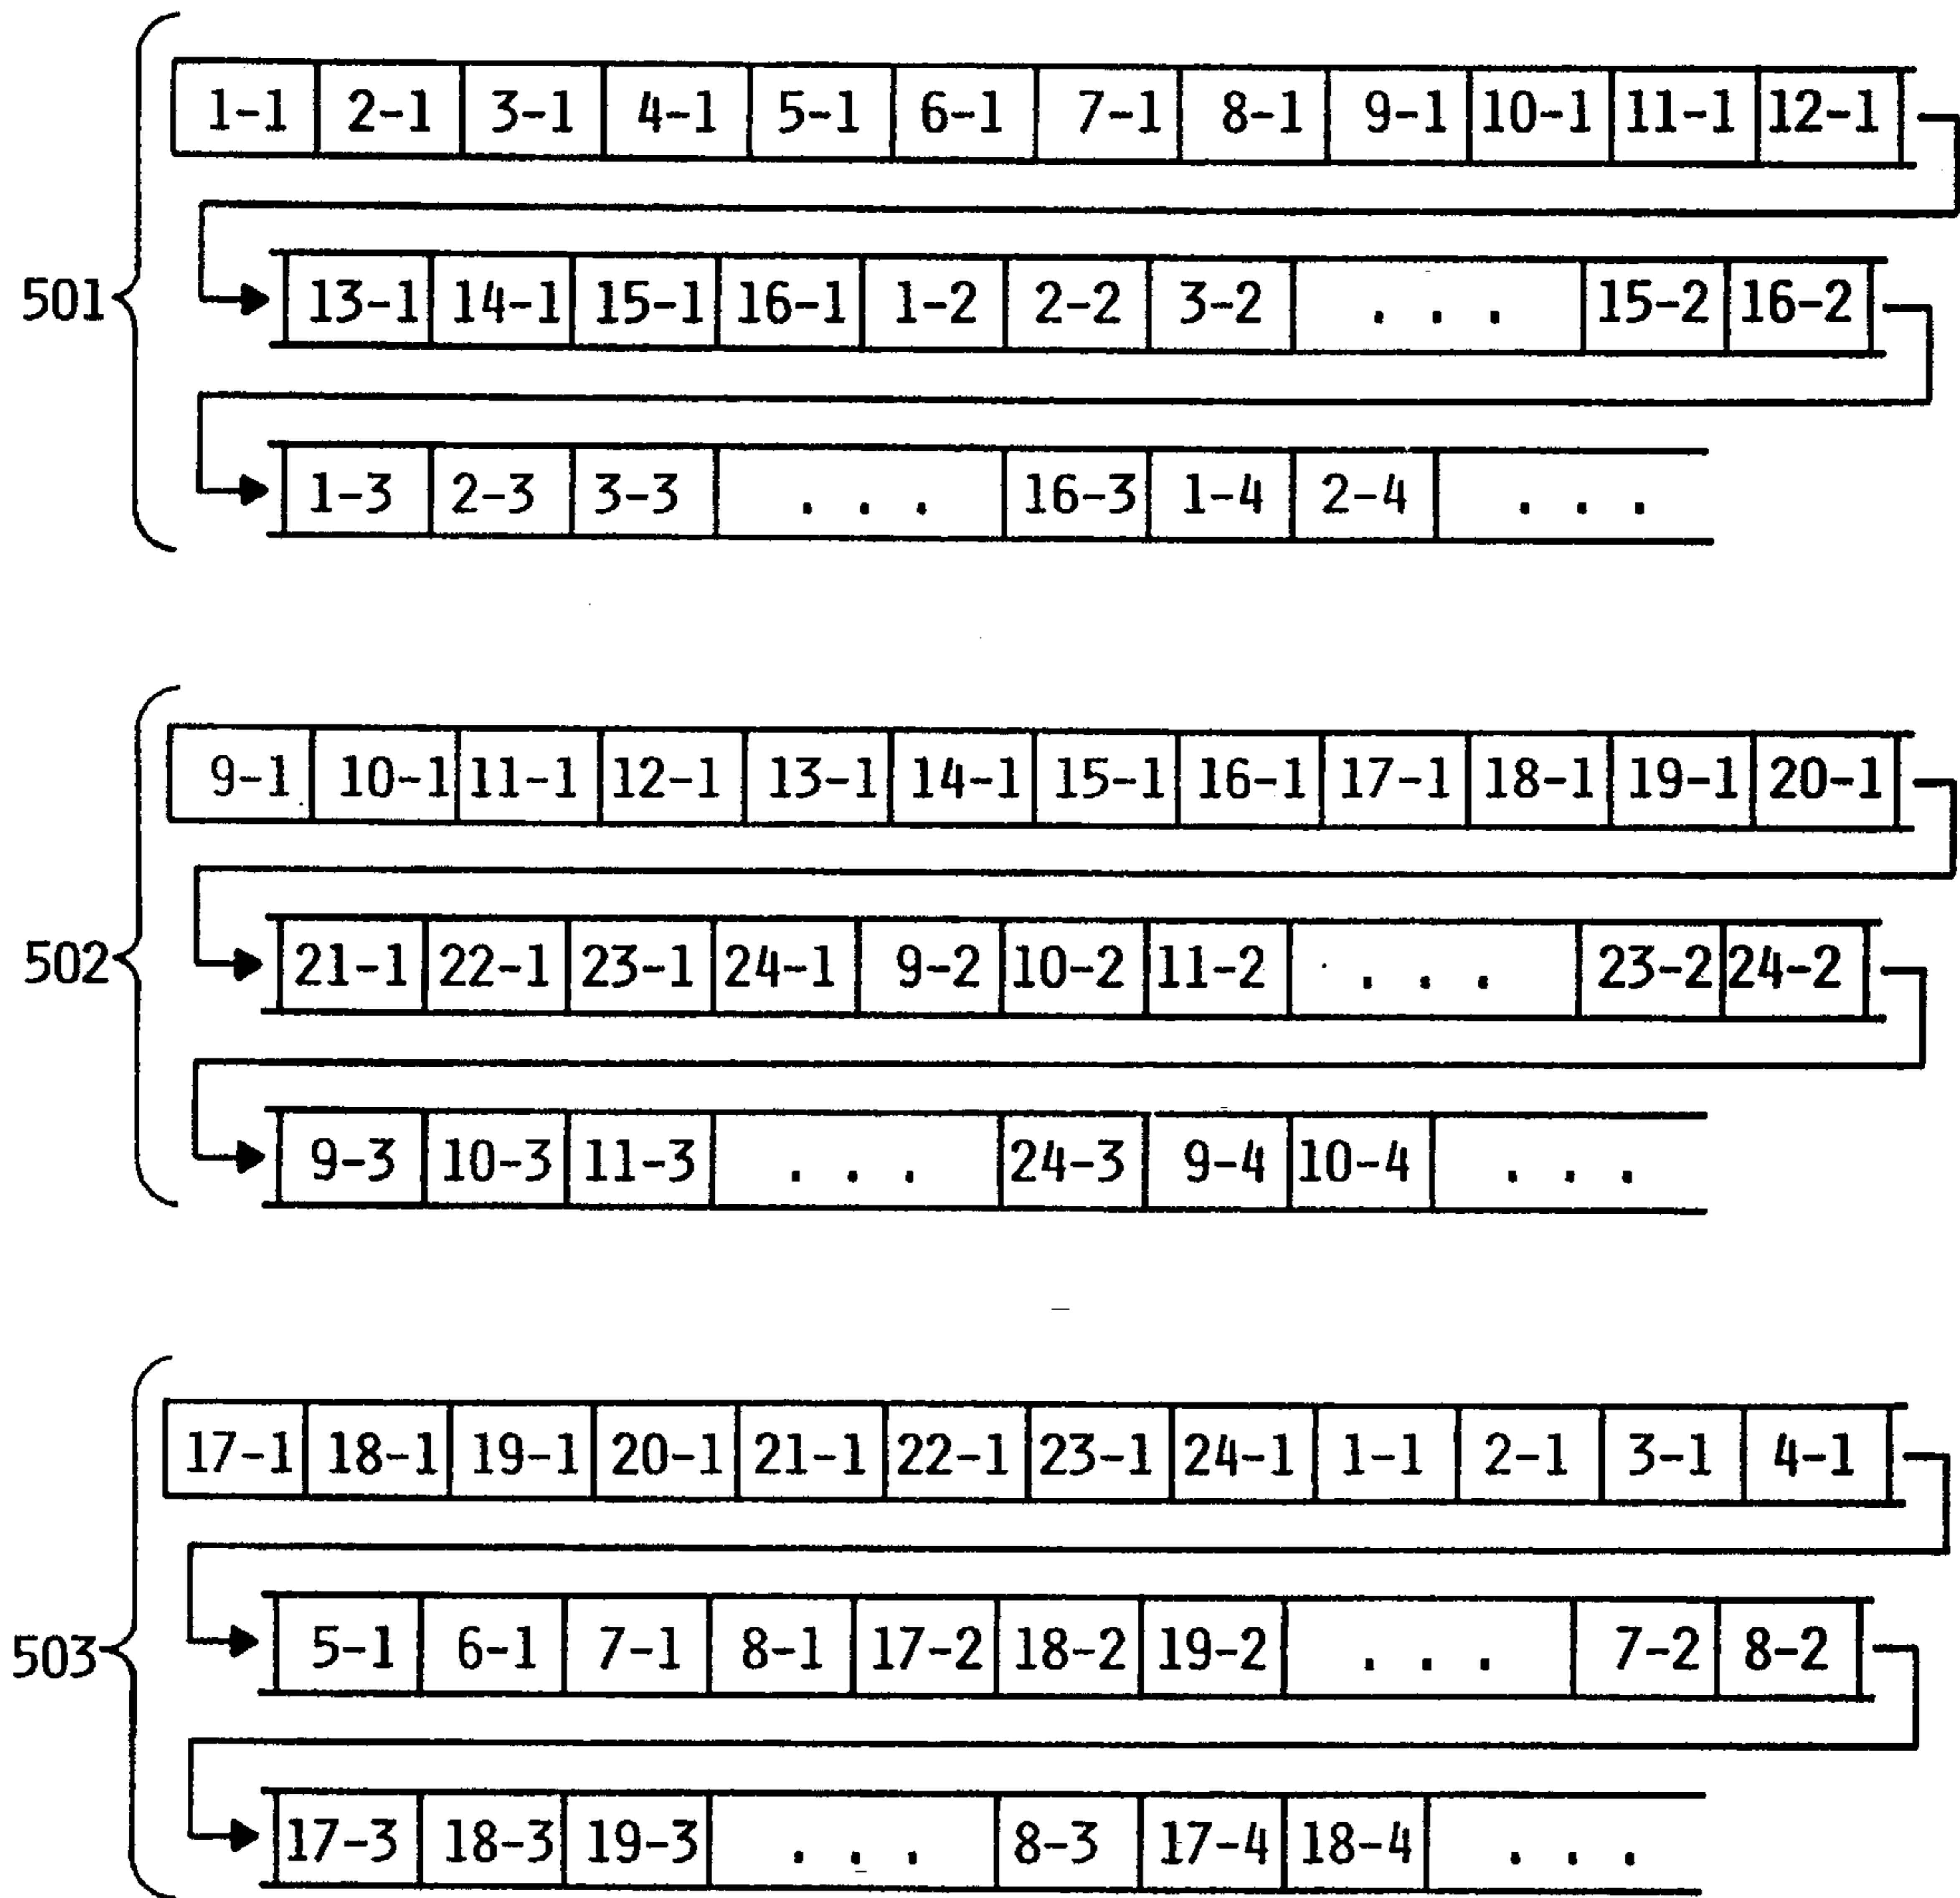 1-1 2-1 3-1 4-1 5-1 6-1 7-1 8-1 9-1 10-1 11-1 12-1
501 13-1 14-1 15-1 16-1 1-2 2-2 3-2 . . . 15-2 16-2
1-3 2-3 3-3 . . . 16-3 1-4 2-4 . . .
9-1 10-1 11-1 12-1 13-1 14-1 15-1 16-1 17-1 18-1 19-1 20-1
502 21-1 22-1 23-1 24-1 9-2 10-2 11-2 . . . 23-2 24-2
9-3 10-3 11-3 . . . 24-3 9-4 10-4 . . .
17-1 18-1 19-1 20-1 21-1 22-1 23-1 24-1 1-1 2-1 3-1 4-1
503 5-1 6-1 7-1 8-1 17-2 18-2 19-2 . . . 7-2 8-2
17-3 18-3 19-3 . . . 8-3 17-4 18-4 . . .